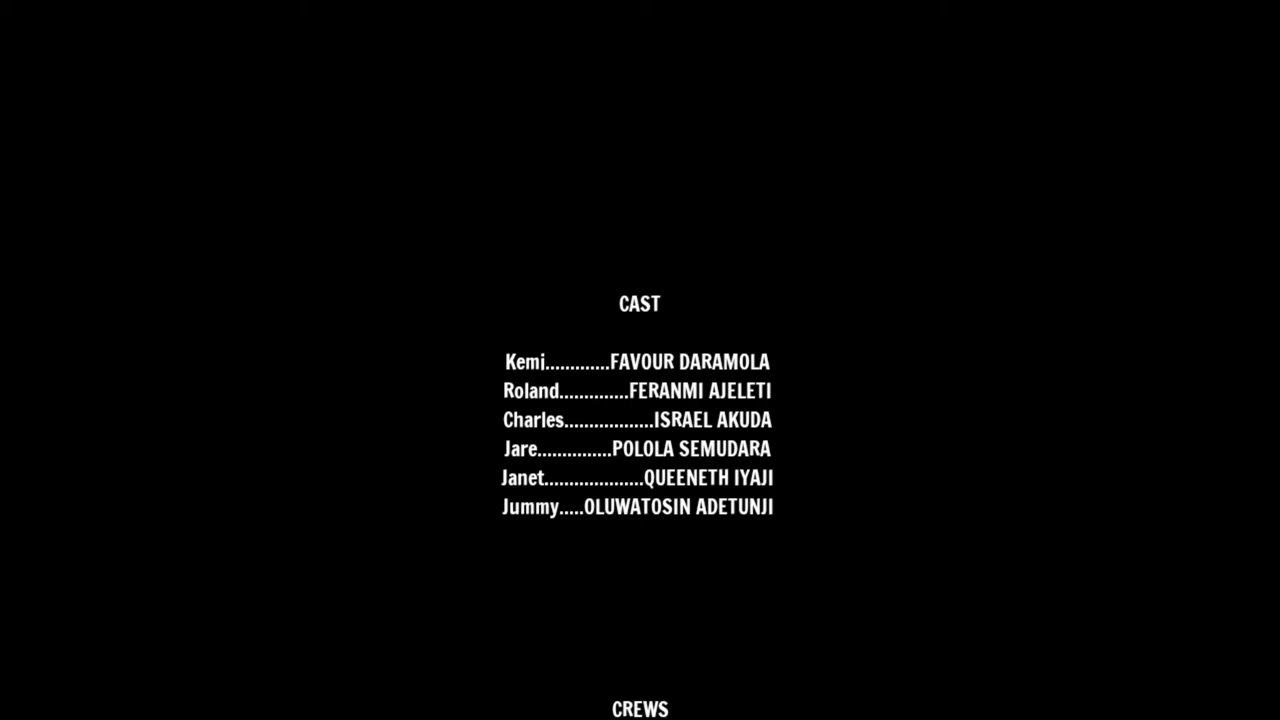 CAST
Kemi.............FAVOUR DARAMOLA
Roland..............FERANMI AJELETI
Charles..................ISRAEL AKUDA
Jare...............POLOLA SEMUDARA
Janet....................QUEENETH IYAJI
Jummy.....OLUWATOSIN ADETUNJI
CREWS